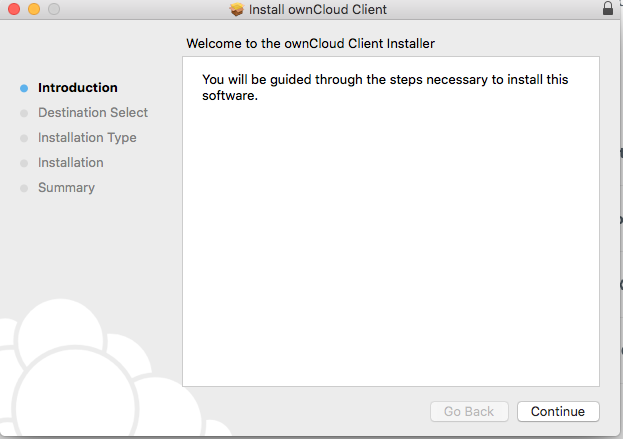 Install ownCloud Client
Welcome to the ownCloud Client Installer
Introduction
Destination Select
Installation Type
Installation
Summary
You will be guided through the steps necessary to install this
software.
Go Back
Continue